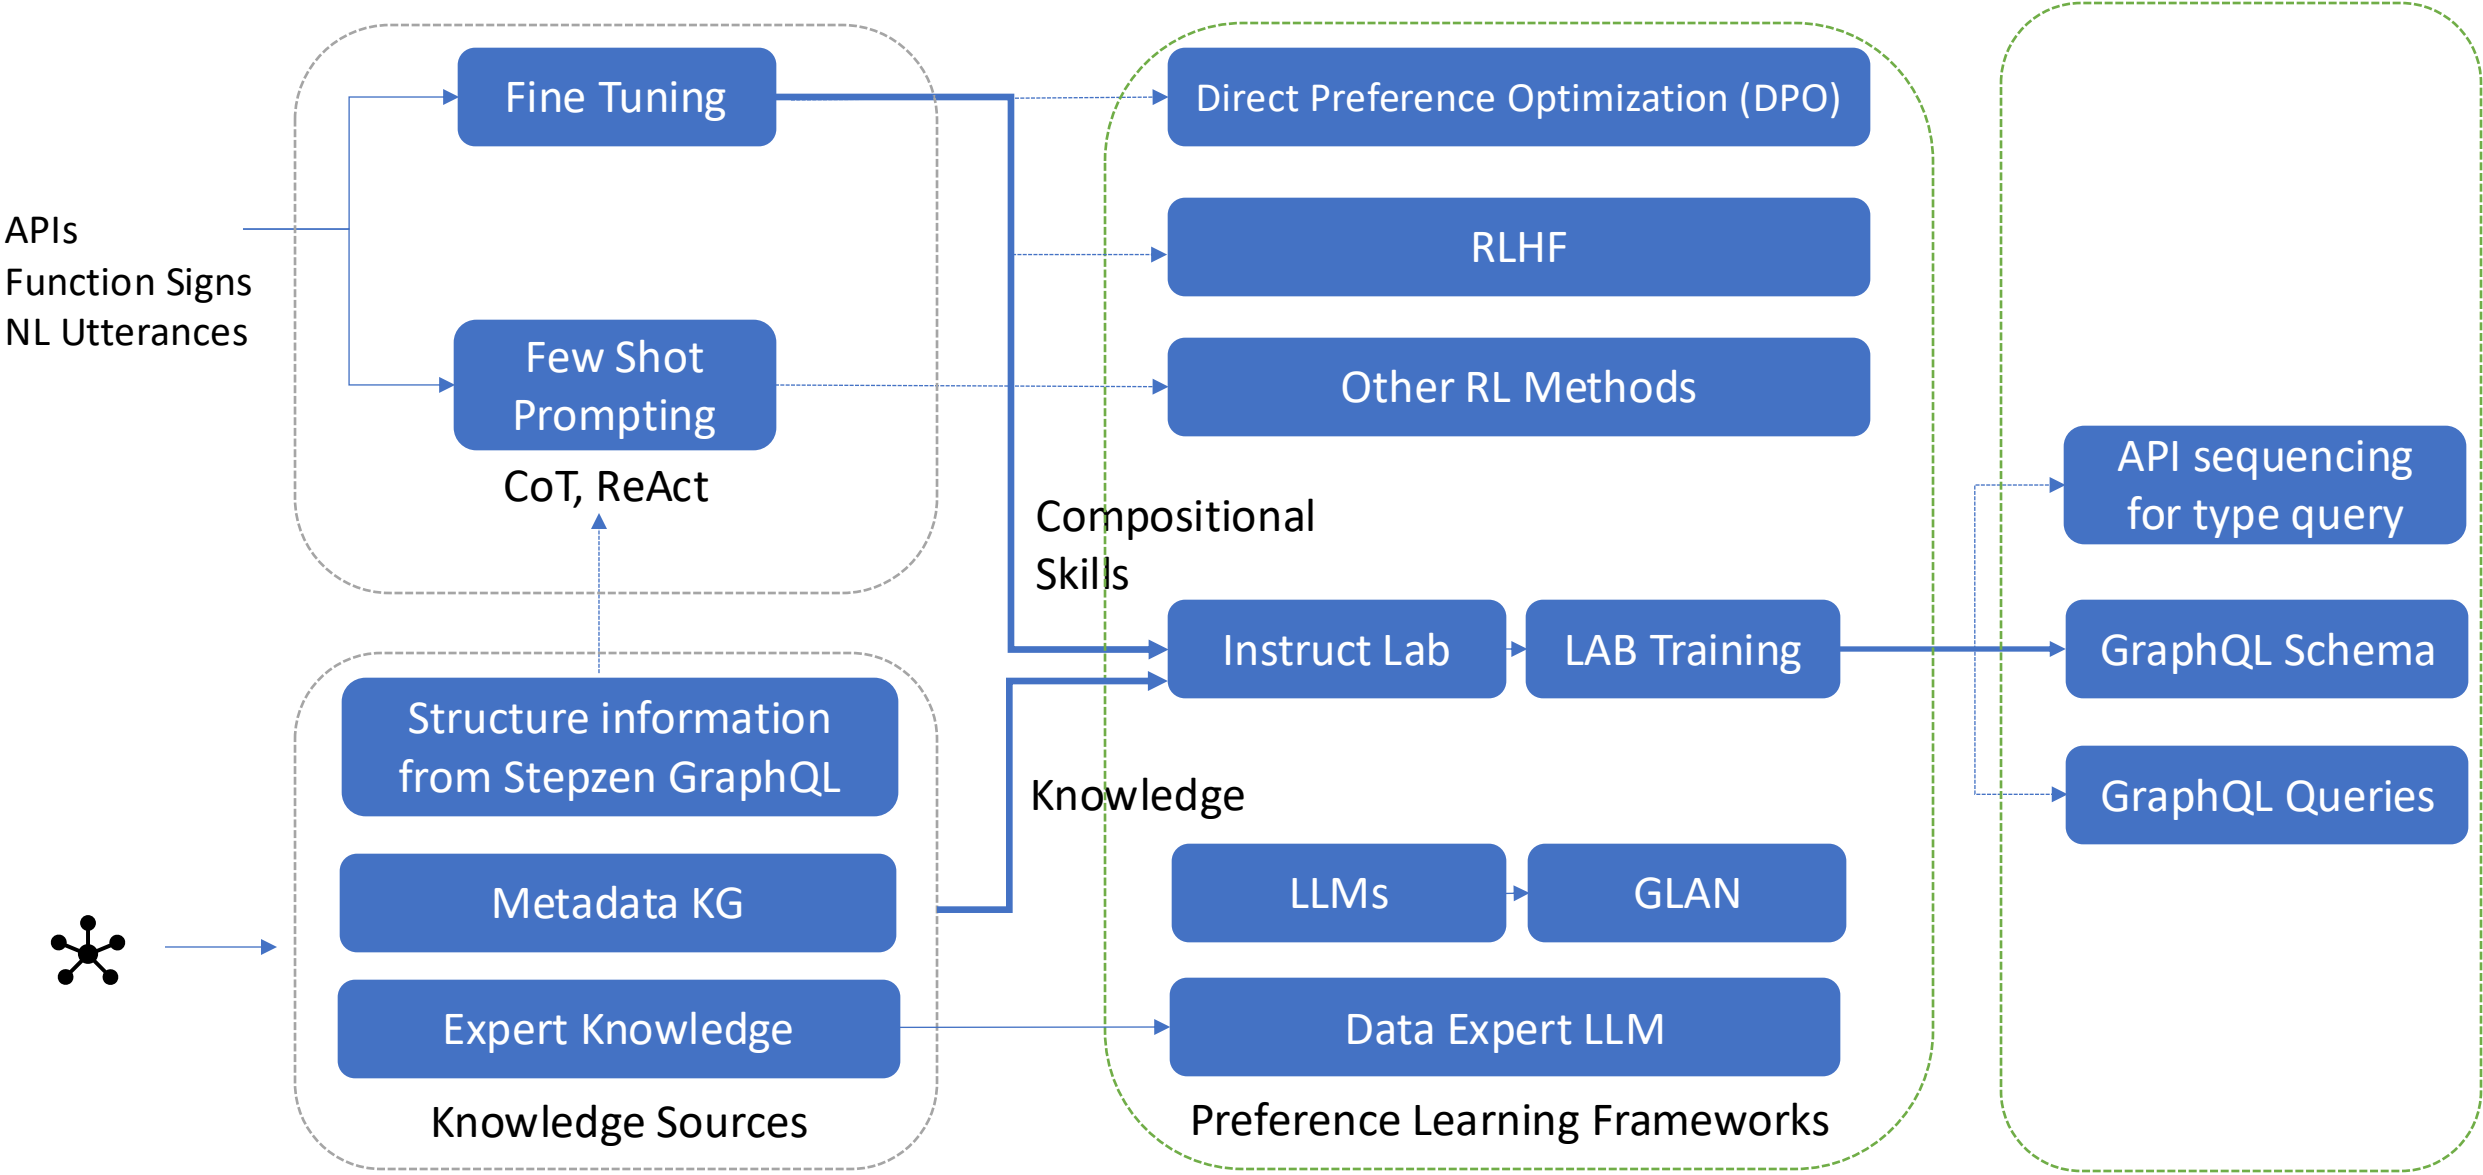 APIs
Function Signs
NL Utterances
Fine Tuning
Few Shot
Prompting
CoT, ReAct
Structure information
from Stepzen GraphQL
Metadata KG
Expert Knowledge
Knowledge Sources
Compositional
Skills
Knowledge
Direct Preference Optimization (DPO)
RLHF
Other RL Methods
Instruct Lab
LAB Training
LLMs
GLAN
Data Expert LLM
Preference Learning Frameworks
API sequencing
for type query
GraphQL Schema
GraphQL Queries